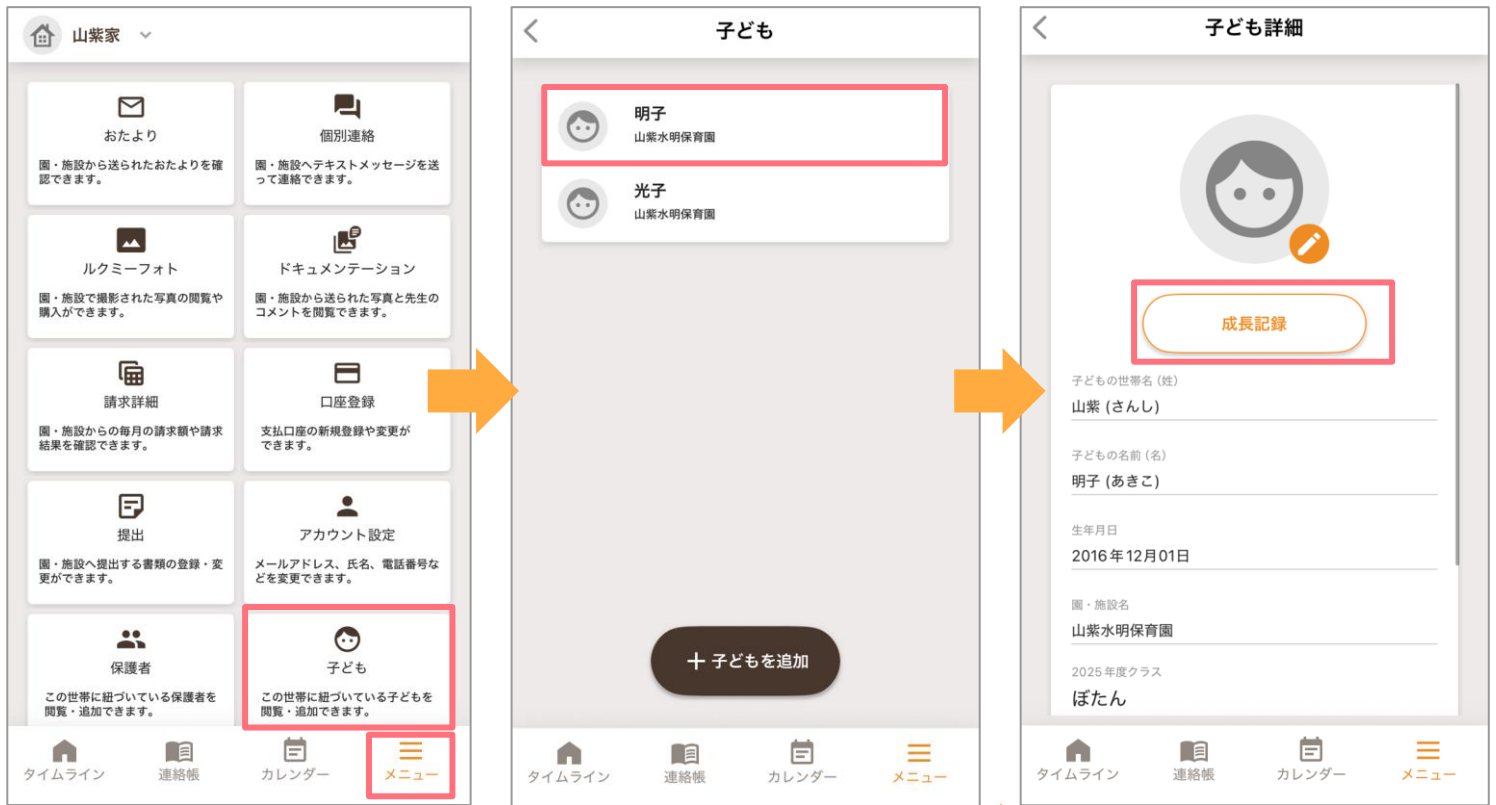 山紫家
おたより
園・施設から送られたおたよりを確
認できます。
個別連絡
園・施設へテキストメッセージを送
って連絡できます。
ルクミーフォト
園・施設で撮影された写真の閲覧や
購入ができます。
ドキュメンテーション
園・施設から送られた写真と先生の
コメントを閲覧できます。
請求詳細
園・施設からの毎月の請求額や請求
結果を確認できます。
口座登録
支払口座の新規登録や変更が
できます。
提出
園・施設へ提出する書類の登録・変
更ができます。
アカウント設定
メールアドレス、氏名、電話番号な
どを変更できます。
保護者
この世帯に紐づいている保護者を
閲覧・追加できます。
子ども
この世帯に紐づいている子どもを
閲覧・追加できます。
タイムライン
連絡帳
カレンダー
メニュー
子ども
明子
山紫水明保育園
光子
山紫水明保育園
+ 子どもを追加
タイムライン
連絡帳
カレンダー
メニュー
子ども詳細
成長記録
子どもの世帯名 (姓)
山紫 (さんし)
子どもの名前 (名)
明子 (あきこ)
生年月日
2016年12月01日
園・施設名
山紫水明保育園
2025年度クラス
ぼたん
タイムライン
連絡帳
カレンダー
メニュー